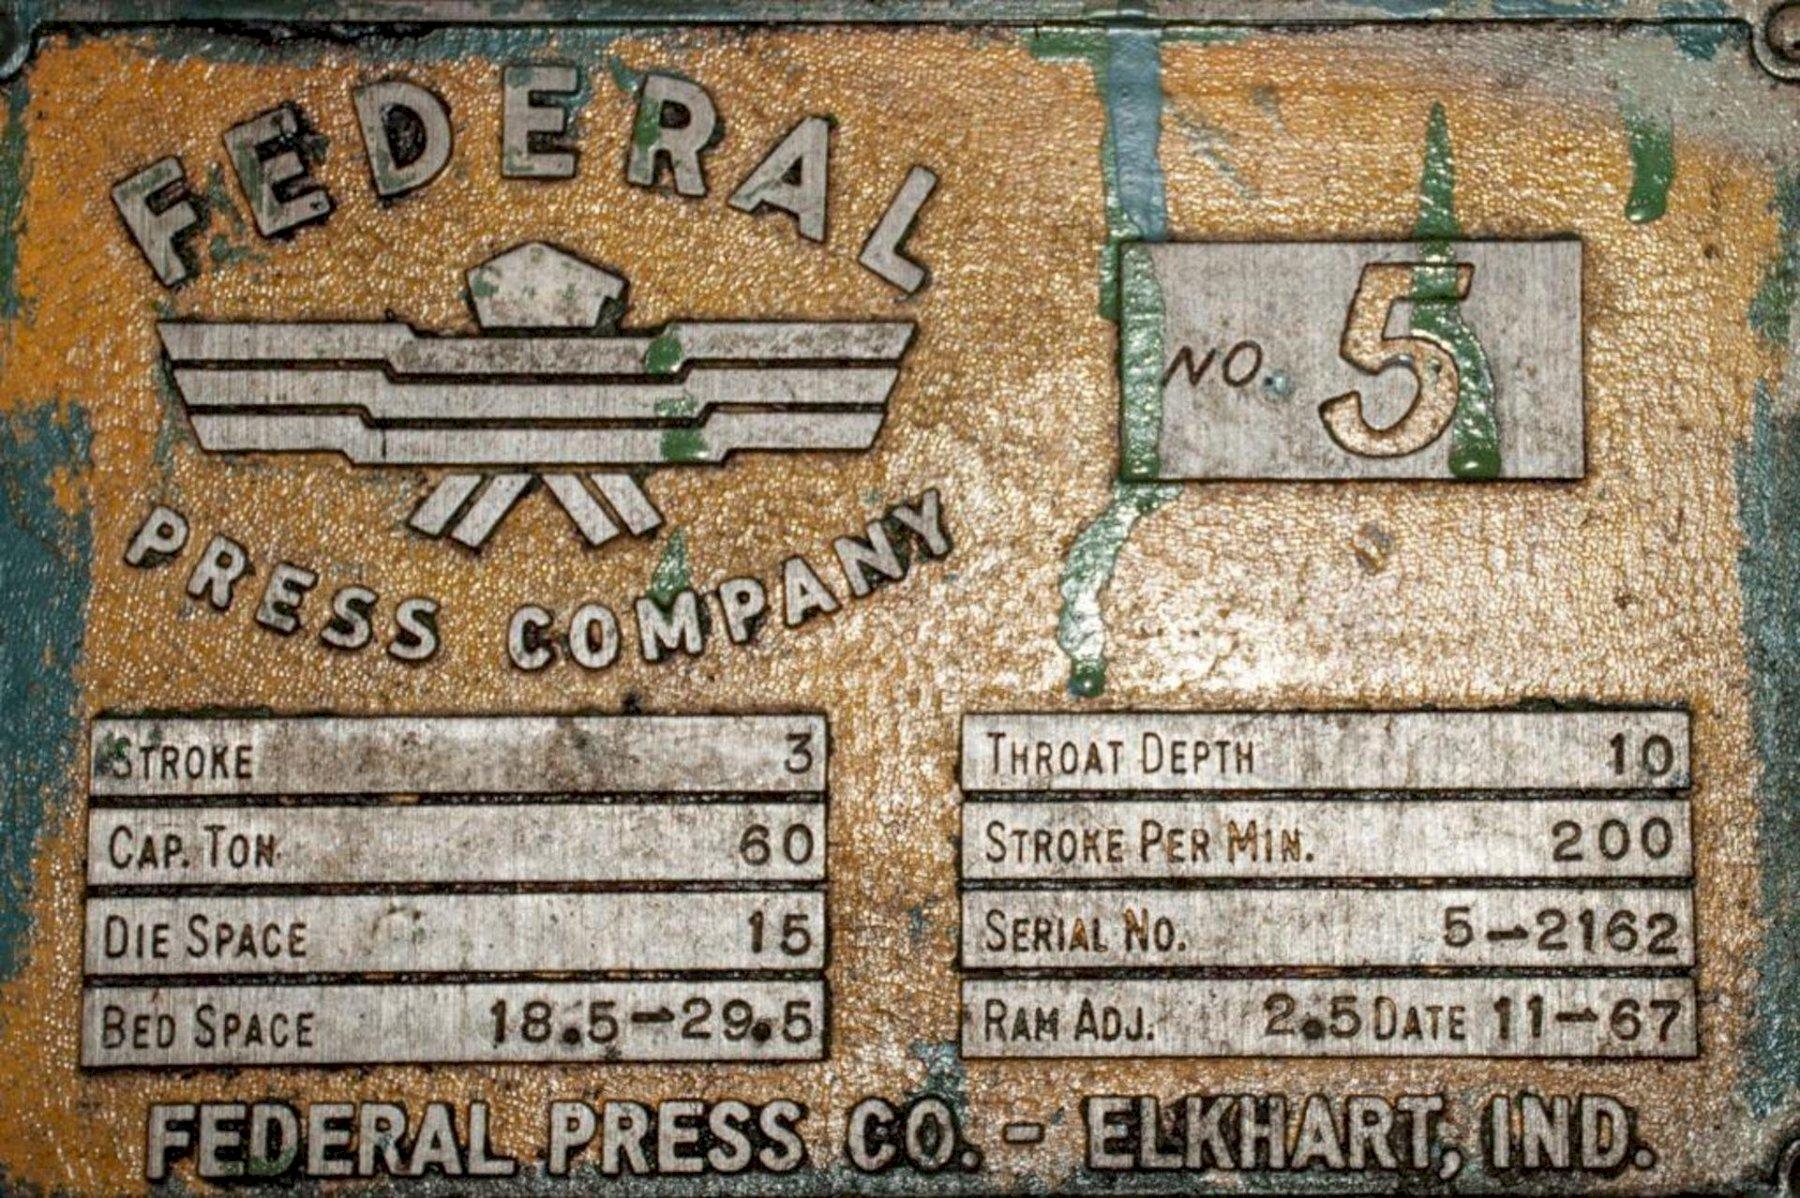 FEDERAL
PRESS COMPANY
NO. 5
STROKE 3
CAP. TON 60
DIE SPACE 15
BED SPACE 18.5-29.5
THROAT DEPTH 10
STROKE PER MIN. 200
SERIAL NO. 5-2162
RAM ADJ. 2.5 DATE 11-67
FEDERAL PRESS CO. - ELKHART, IND.